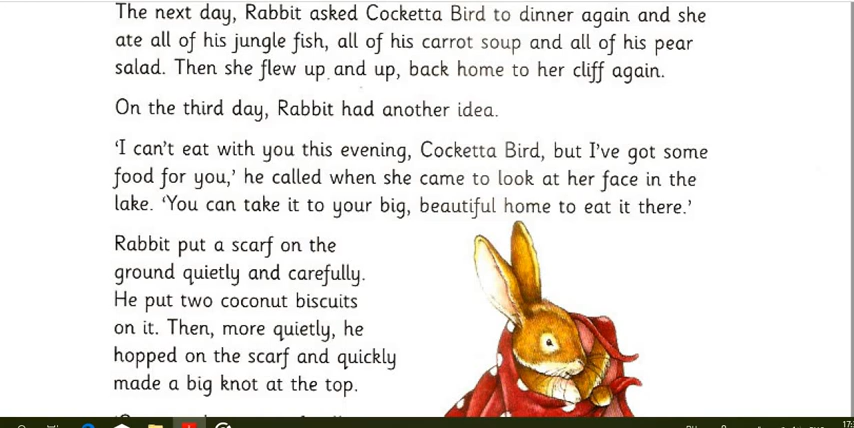 The next day, Rabbit asked Cocketta Bird to dinner again and she
ate all of his jungle fish, all of his carrot soup and all of his pear
salad. Then she flew up and up, back home to her cliff again.
On the third day, Rabbit had another idea.
‘I can’t eat with you this evening, Cocketta Bird, but I’ve got some
food for you,’ he called when she came to look at her face in the
lake. ‘You can take it to your big, beautiful home to eat it there.’
Rabbit put a scarf on the
ground quietly and carefully.
He put two coconut biscuits
on it. Then, more quietly, he
hopped on the scarf and quickly
made a big knot at the top.